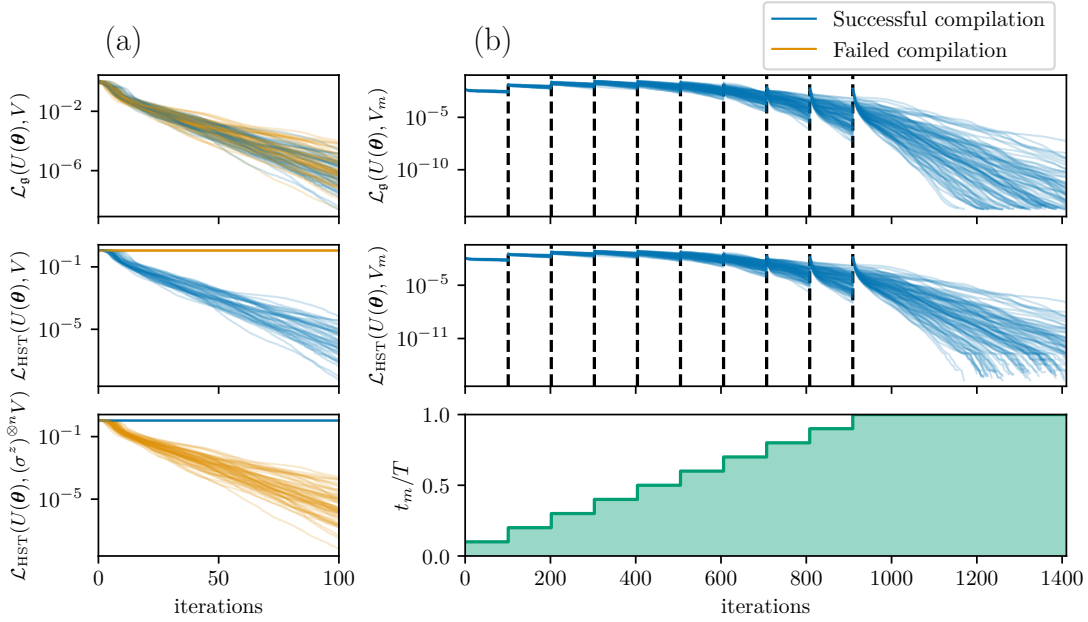 (a)
(b)
Successful compilation
Failed compilation
10^{-2}
10^{-6}
ℒ_𝔤(U(𝜽), V)
10^{-5}
10^{-10}
ℒ_𝔤(U(𝜽), V_m)
10^{-1}
10^{-5}
ℒ_HST(U(𝜽), V)
10^{-5}
10^{-11}
ℒ_HST(U(𝜽), V_m)
10^{-1}
10^{-5}
ℒ_HST(U(𝜽), (σ^z)^{⊗n}V)
0 50 100
iterations
1.0
0.5
0.0
t_m/T
0 200 400 600 800 1000 1200 1400
iterations